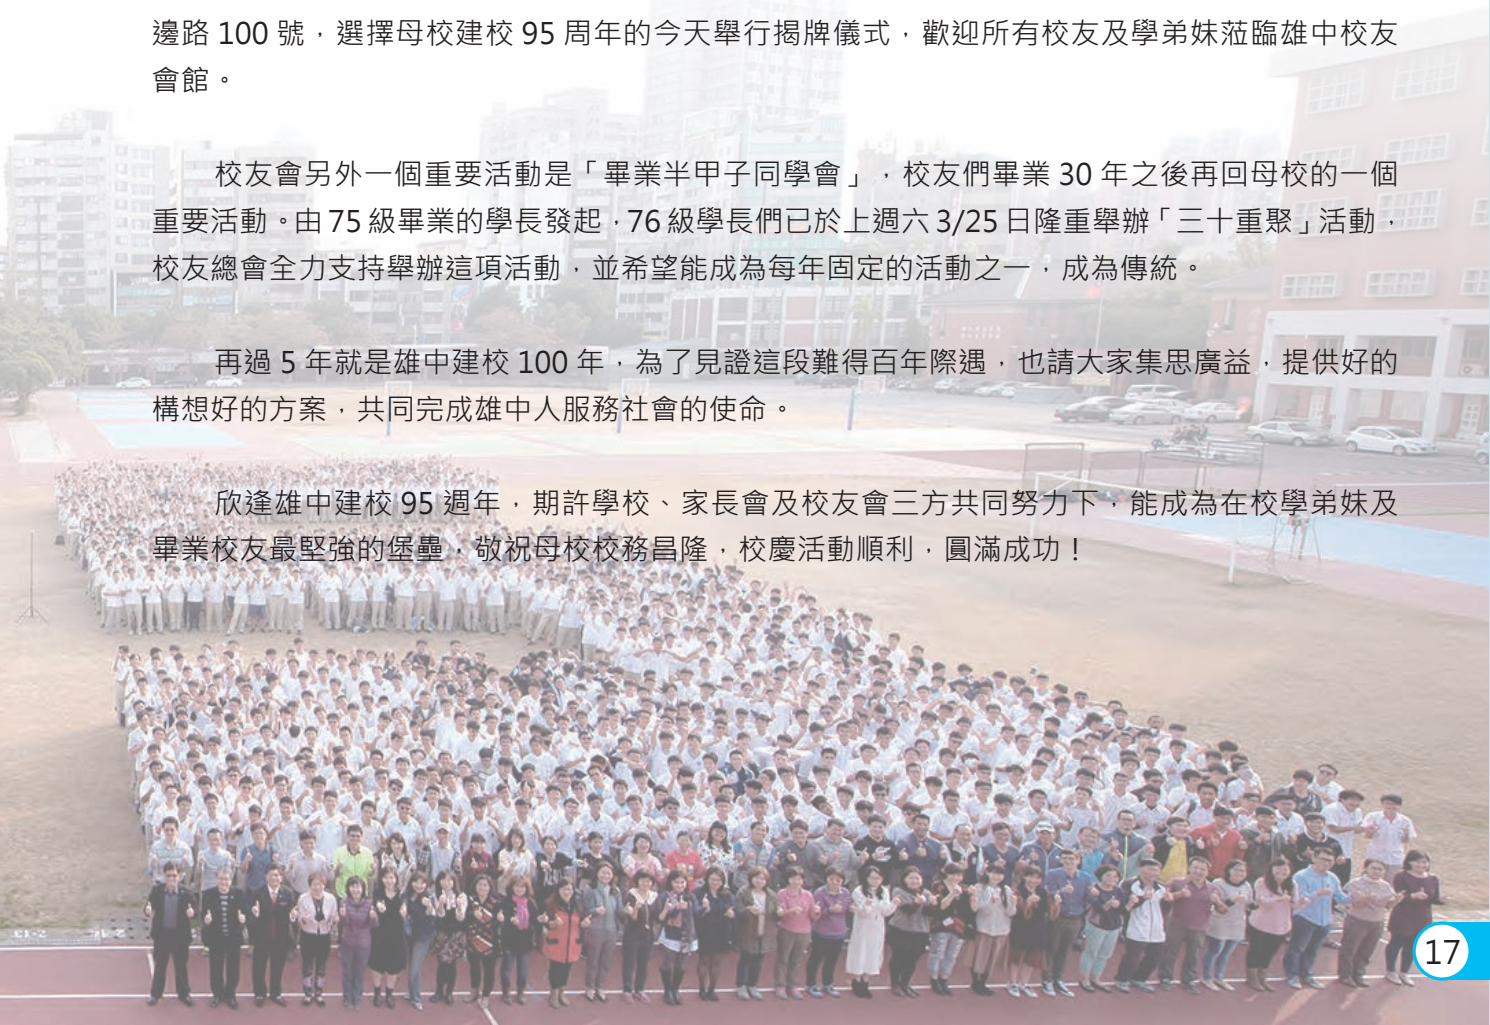 邊路 100 號，選擇母校建校 95 周年的今天舉行揭牌儀式，歡迎所有校友及學弟妹蒞臨雄中校友
會館。
校友會另外一個重要活動是「畢業半甲子同學會」，校友們畢業 30 年之後再回母校的一個
重要活動。由 75 級畢業的學長發起，76 級學長們已於上週六 3/25 日隆重舉辦「三十重聚」活動，
校友總會全力支持舉辦這項活動，並希望能成為每年固定的活動之一，成為傳統。
再過 5 年就是雄中建校 100 年，為了見證這段難得百年際遇，也請大家集思廣益，提供好的
構想好的方案，共同完成雄中人服務社會的使命。
欣逢雄中建校 95 週年，期許學校、家長會及校友會三方共同努力下，能成為在校學弟妹及
畢業校友最堅強的堡壘，敬祝母校校務昌隆，校慶活動順利，圓滿成功！
17